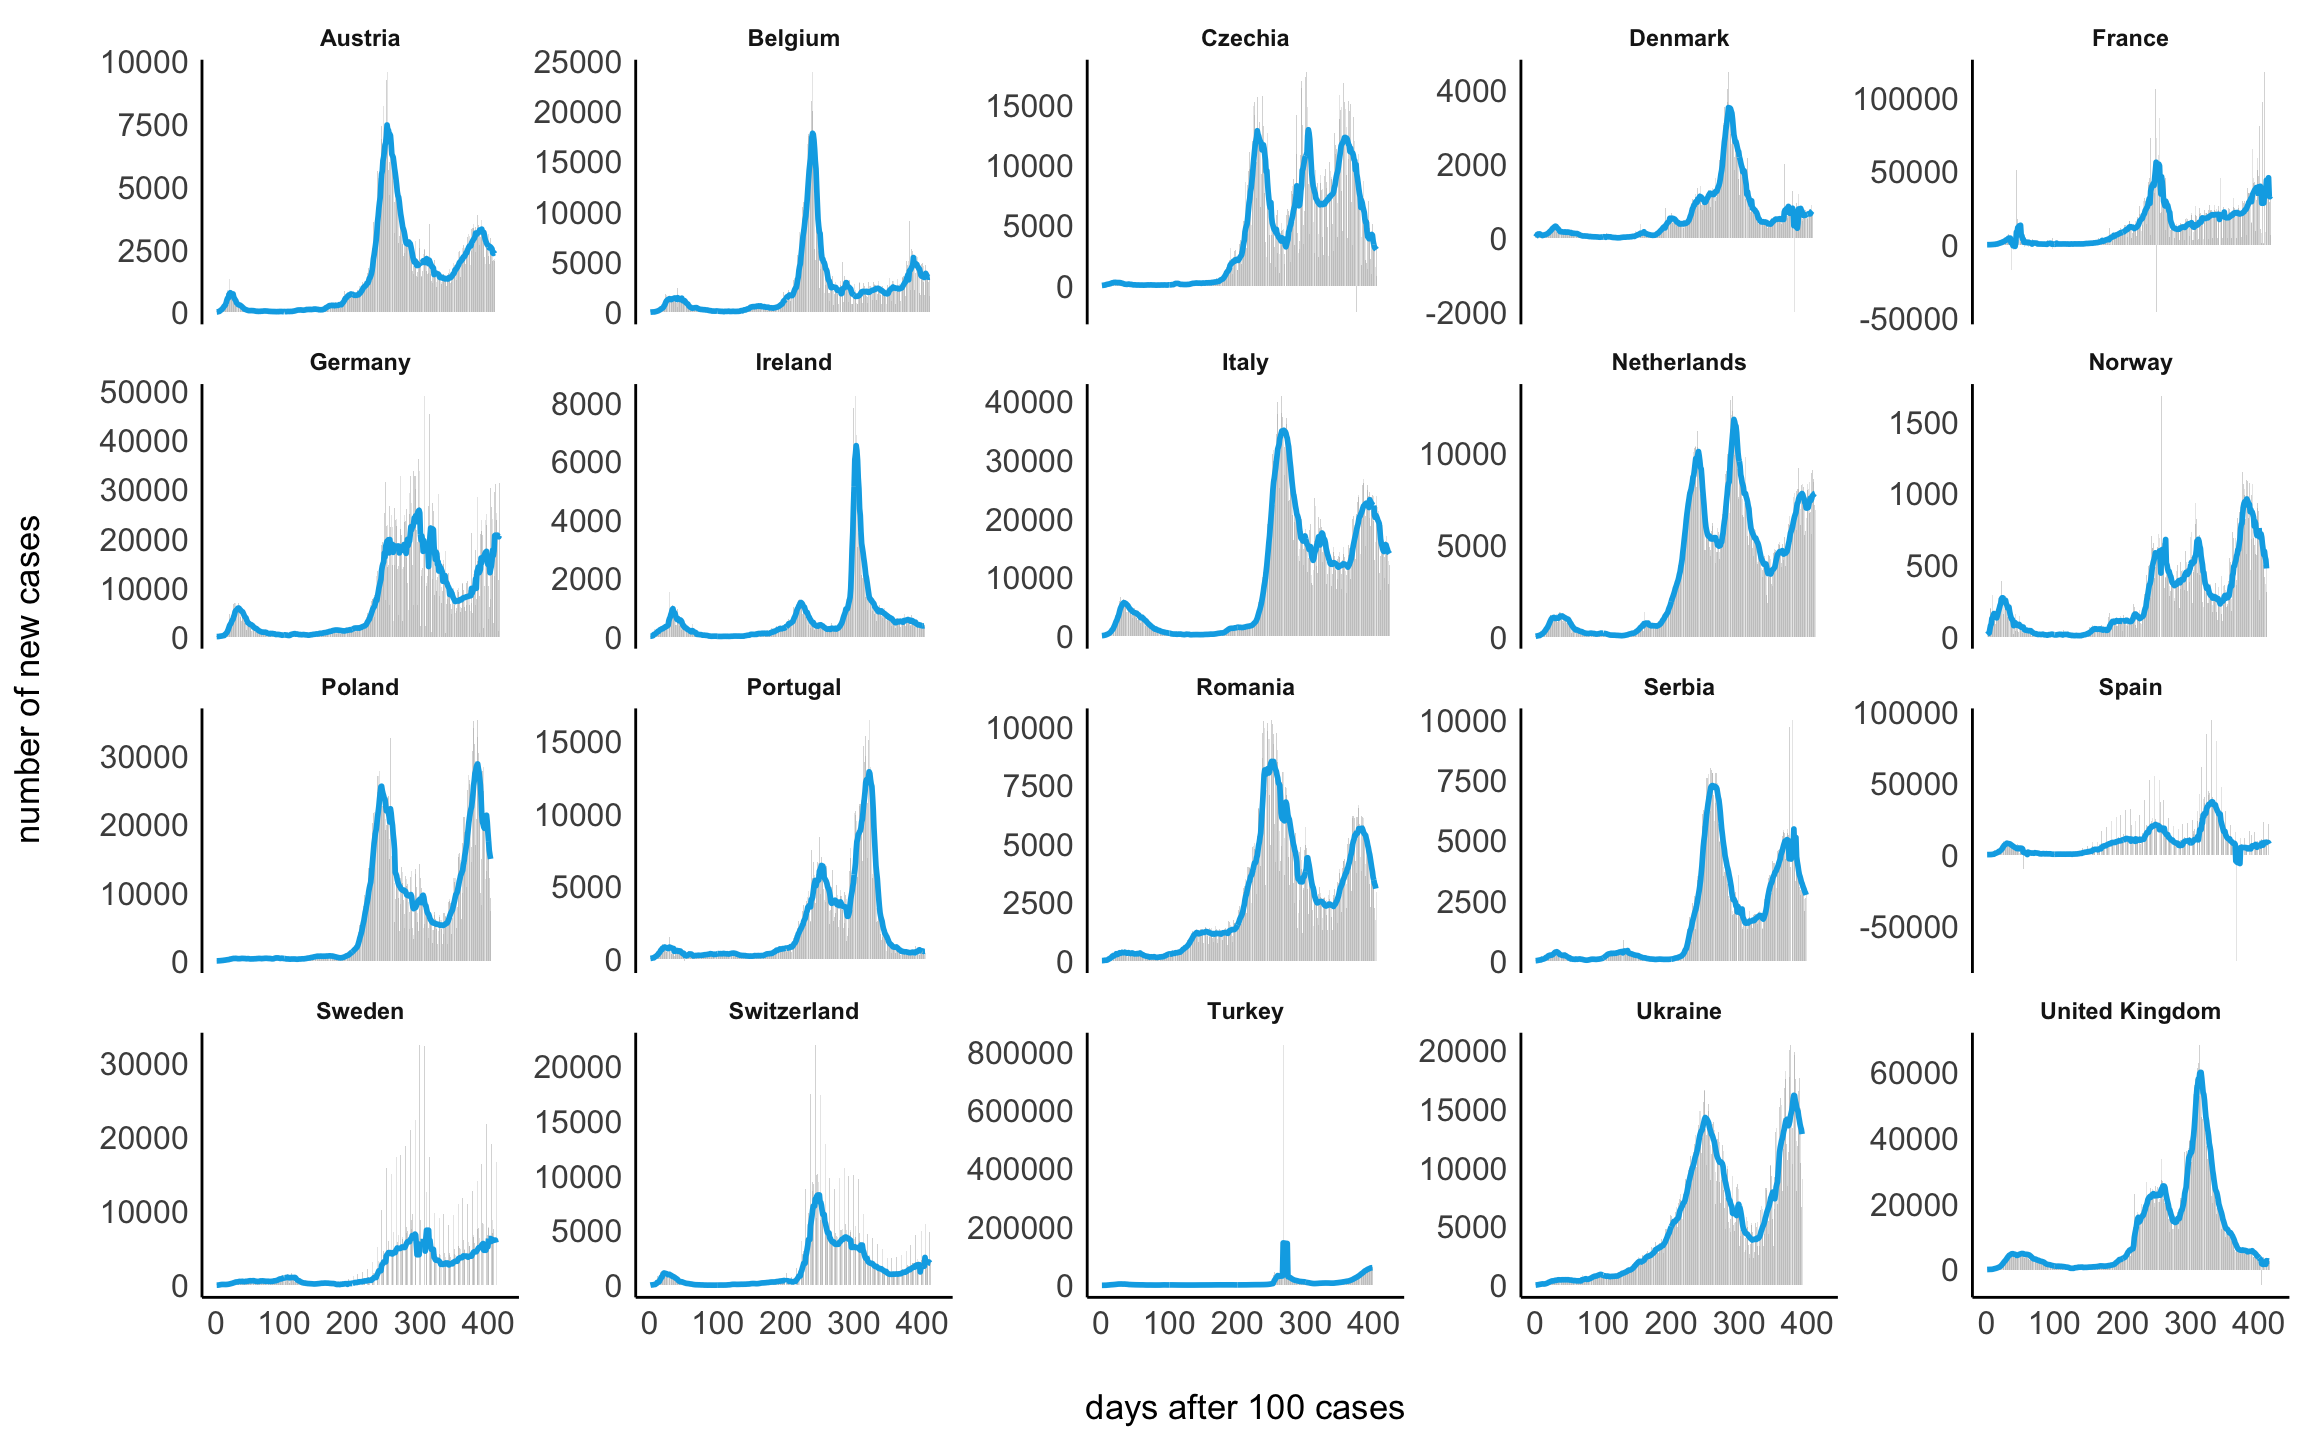 Austria Belgium Czechia Denmark France
10000 7500 5000 2500 0
25000 20000 15000 10000 5000 0
15000 10000 5000 0
4000 2000 0 -2000
100000 50000 0 -50000
Germany Ireland Italy Netherlands Norway
50000 40000 30000 20000 10000 0
8000 6000 4000 2000 0
40000 30000 20000 10000 0
10000 5000 0
1500 1000 500 0
Poland Portugal Romania Serbia Spain
30000 20000 10000 0
15000 10000 5000 0
10000 7500 5000 2500 0
10000 7500 5000 2500 0
100000 50000 0 -50000
Sweden Switzerland Turkey Ukraine United Kingdom
30000 20000 10000 0
20000 15000 10000 5000 0
800000 600000 400000 200000 0
20000 15000 10000 5000 0
60000 40000 20000 0
0 100 200 300 400 0 100 200 300 400 0 100 200 300 400 0 100 200 300 400 0 100 200 300 400
number of new cases
days after 100 cases